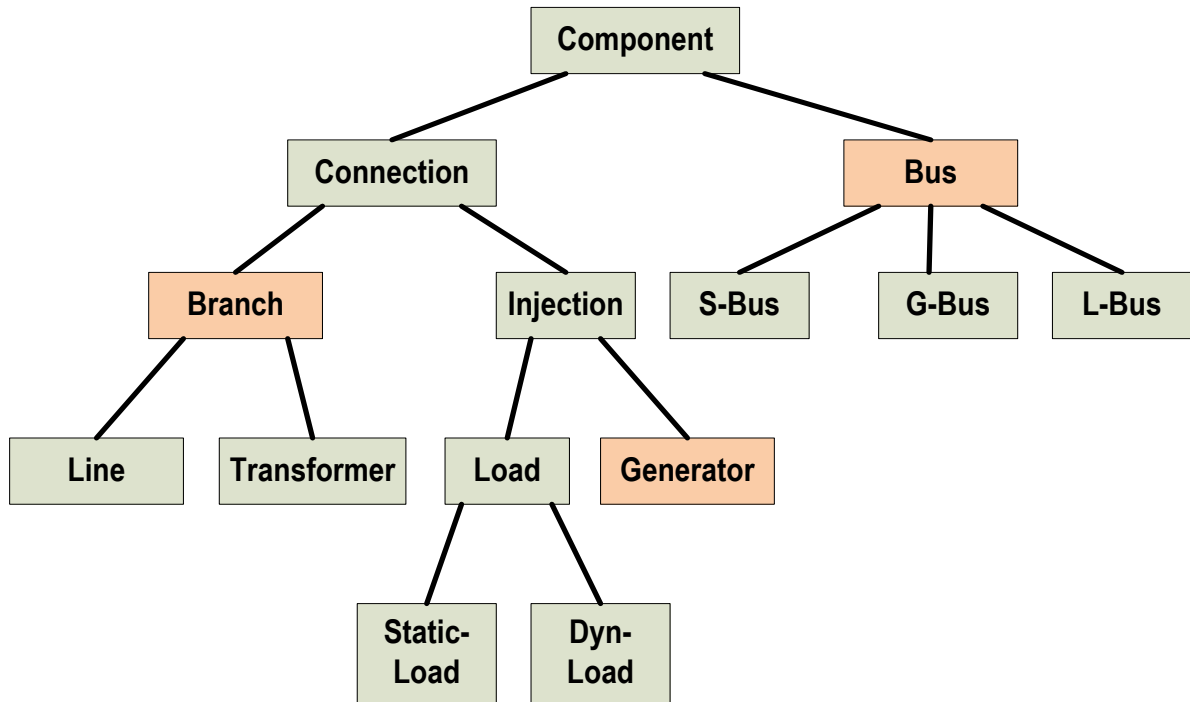 Component
Connection
Bus
Branch
Injection
S-Bus
G-Bus
L-Bus
Line
Transformer
Load
Generator
Static-
Load
Dyn-
Load